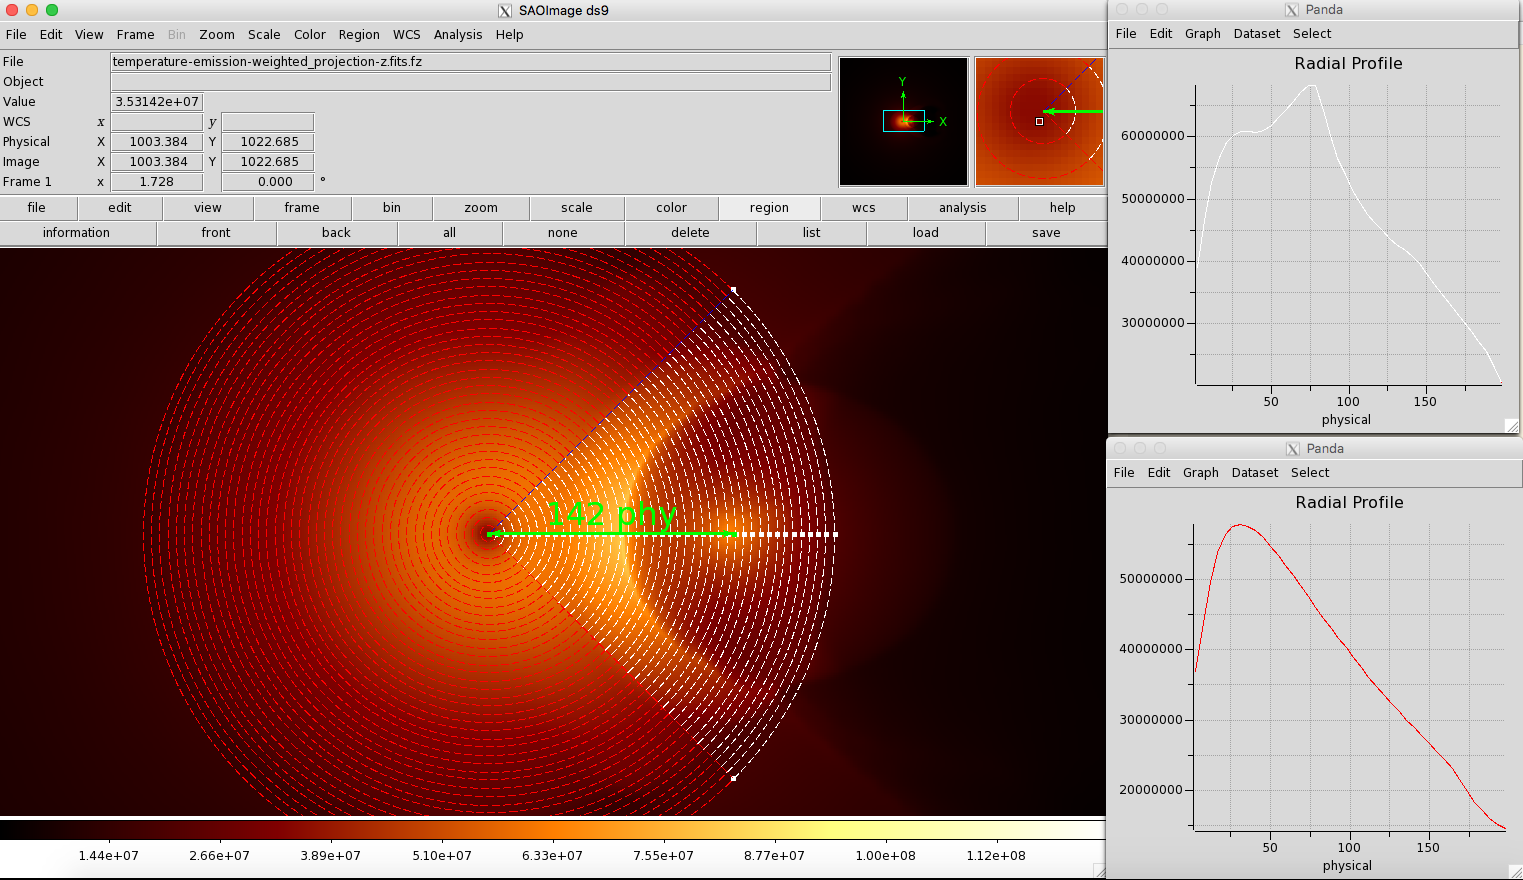 SAOImage ds9
File Edit View Frame Bin Zoom Scale Color Region WCS Analysis Help
File temperature-emission-weighted_projection-z.fits.fz
Object
Value 3.53142e+07
WCS x y
Physical X 1003.384 Y 1022.685
Image X 1003.384 Y 1022.685
Frame 1 x 1.728 0.000 °
Y
X
file edit view frame bin zoom scale color region wcs analysis help
information front back all none delete list load save
142 phy
1.44e+07 2.66e+07 3.89e+07 5.10e+07 6.33e+07 7.55e+07 8.77e+07 1.00e+08 1.12e+08
Panda
File Edit Graph Dataset Select
Radial Profile
60000000
50000000
40000000
30000000
50 100 150
physical
Panda
File Edit Graph Dataset Select
Radial Profile
50000000
40000000
30000000
20000000
50 100 150
physical